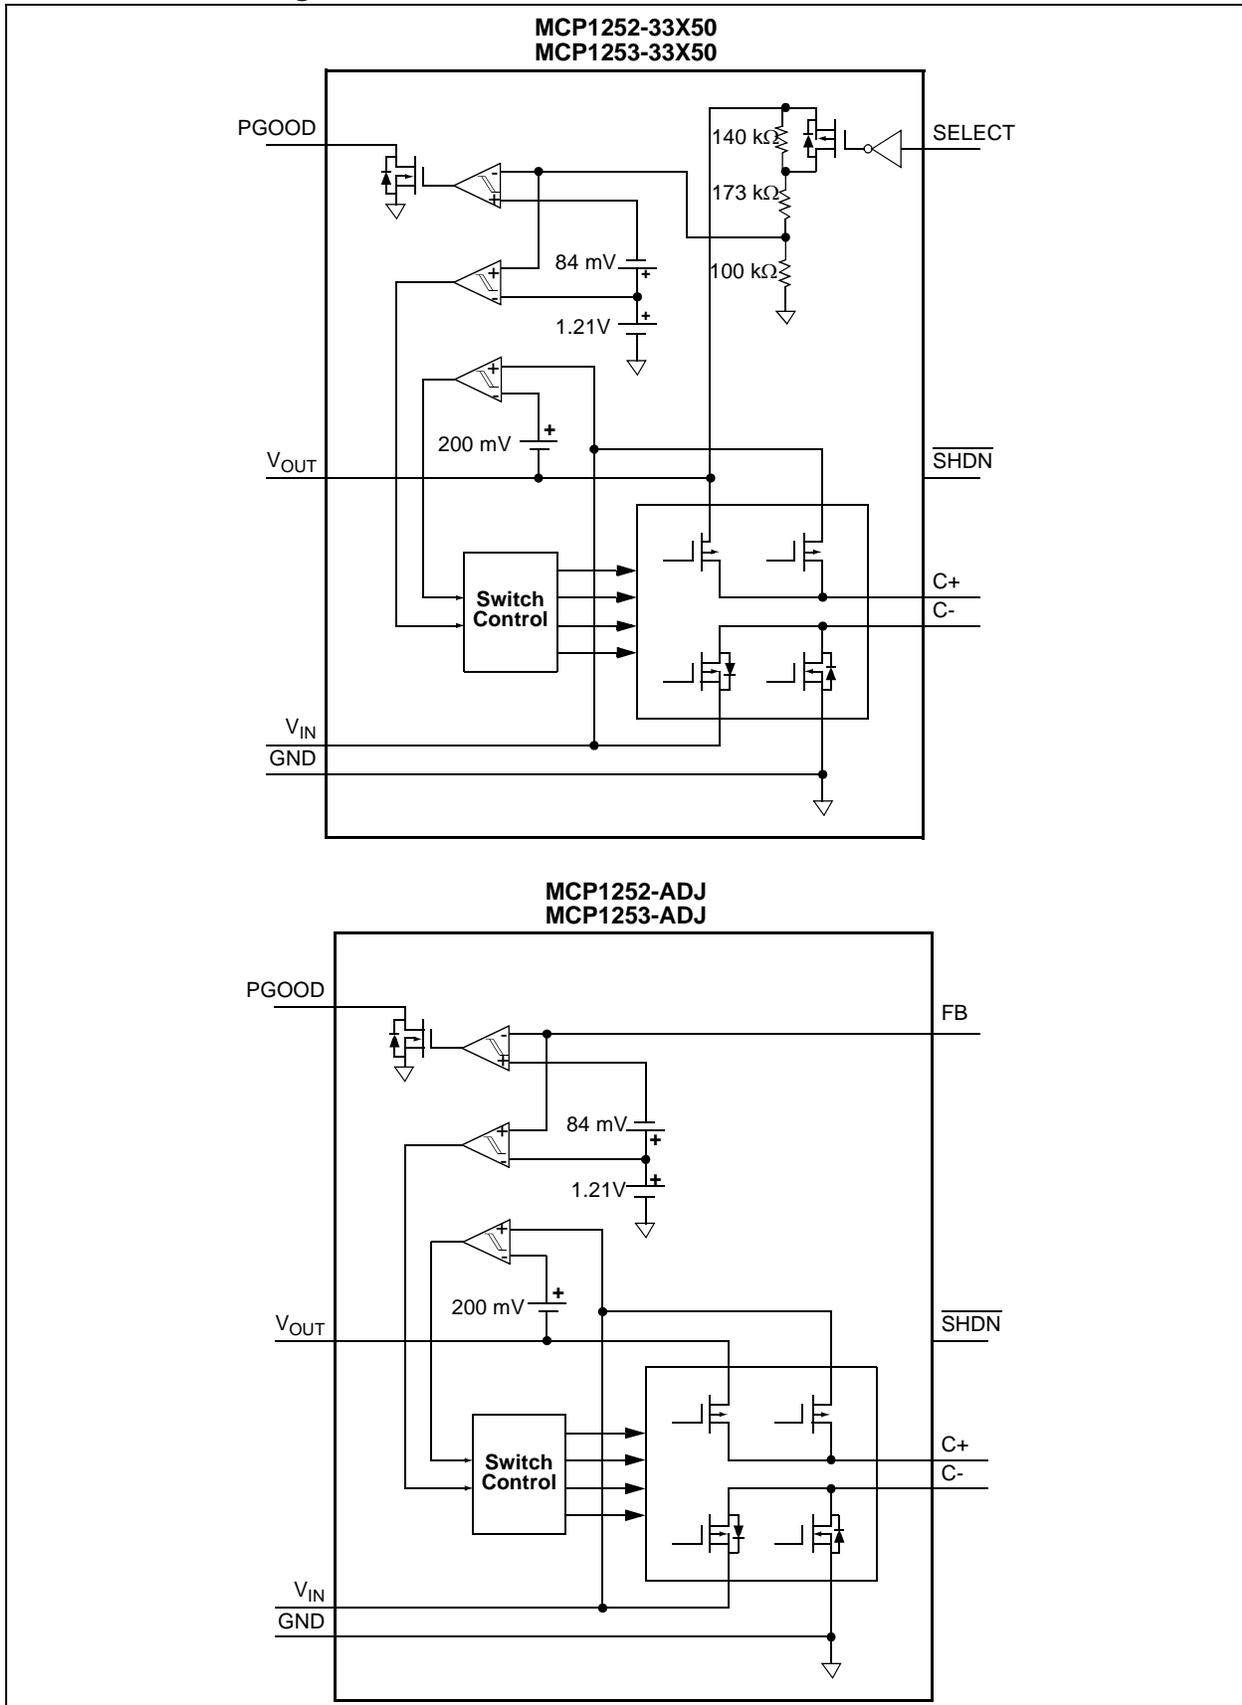 MCP1252-33X50
MCP1253-33X50
PGOOD
140 kΩ
SELECT
-
+
173 kΩ
84 mV
+
100 kΩ
+
-
1.21V
+
+
-
200 mV
+
VOUT
SHDN
Switch
Control
C+
C-
VIN
GND
MCP1252-ADJ
MCP1253-ADJ
PGOOD
FB
-
+
84 mV
+
+
-
1.21V
+
+
-
200 mV
+
VOUT
SHDN
Switch
Control
C+
C-
VIN
GND